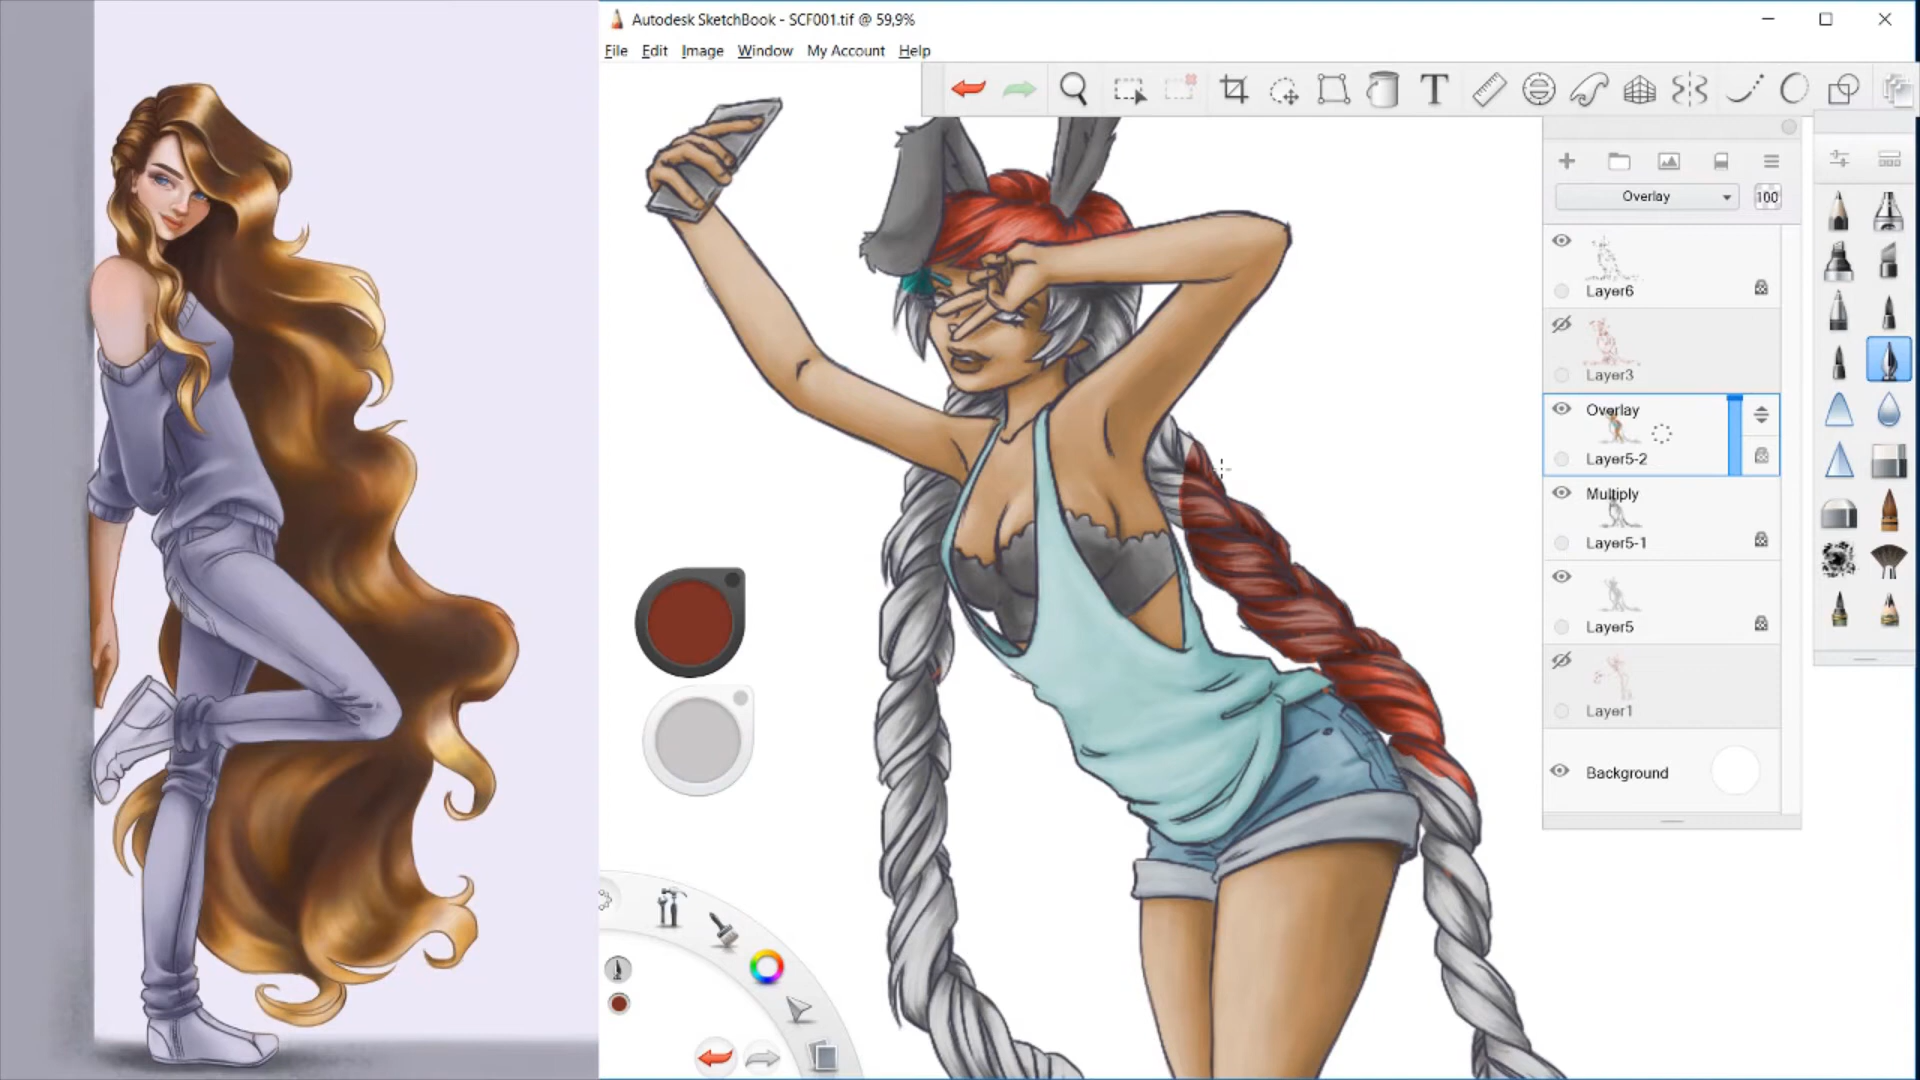 Autodesk SketchBook - SCF001.tif @ 59,9%
File Edit Image Window My Account Help
T
Overlay 100
Layer6
Layer3
Overlay
Layer5-2
Multiply
Layer5-1
Layer5
Layer1
Background